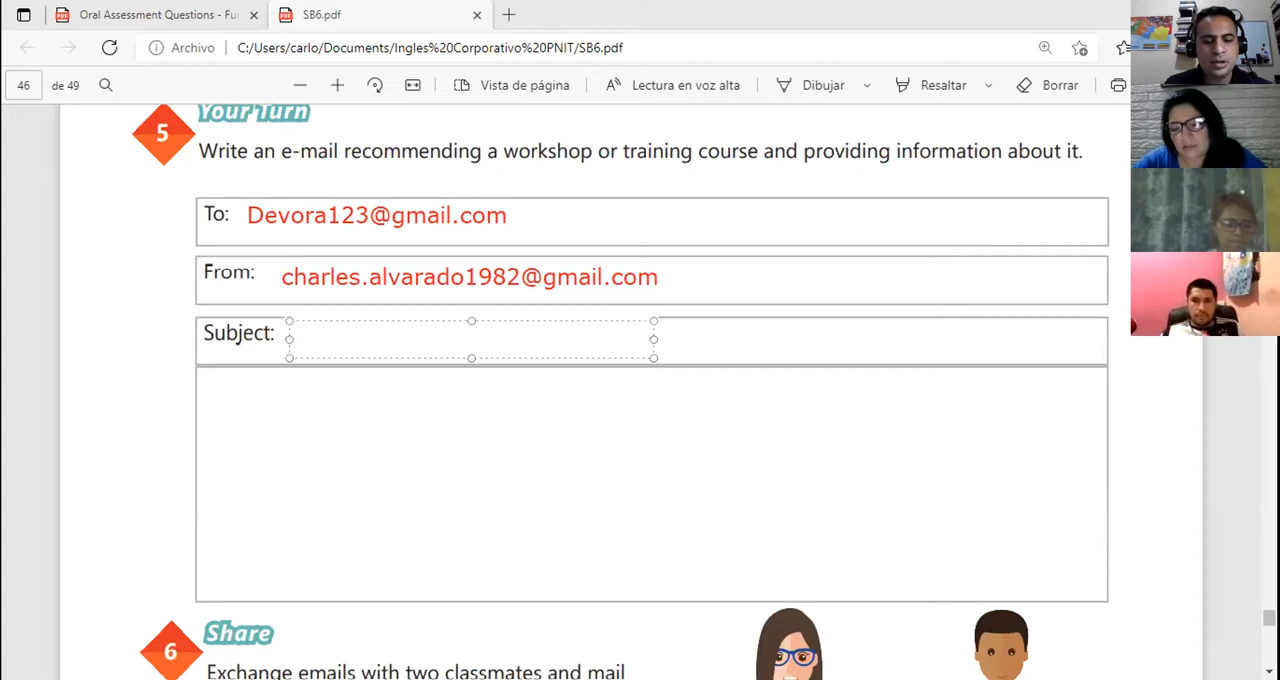 Oral Assessment Questions - Fu
SB6.pdf
Archivo
C:/Users/carlo/Documents/Ingles%20Corporativo%20PNIT/SB6.pdf
46
de 49
Vista de página
Lectura en voz alta
Dibujar
Resaltar
Borrar
Your Turn
5
Write an e-mail recommending a workshop or training course and providing information about it.
To: Devora123@gmail.com
From: charles.alvarado1982@gmail.com
Subject:
Share
6
Exchange emails with two classmates and mail